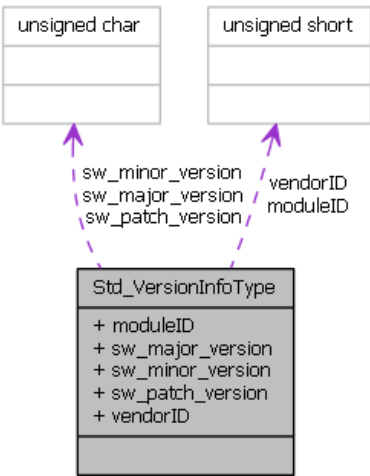 unsigned char
unsigned short
sw_minor_version
sw_major_version
sw_patch_version
vendorID
moduleID
Std_VersionInfoType
+ moduleID
+ sw_major_version
+ sw_minor_version
+ sw_patch_version
+ vendorID